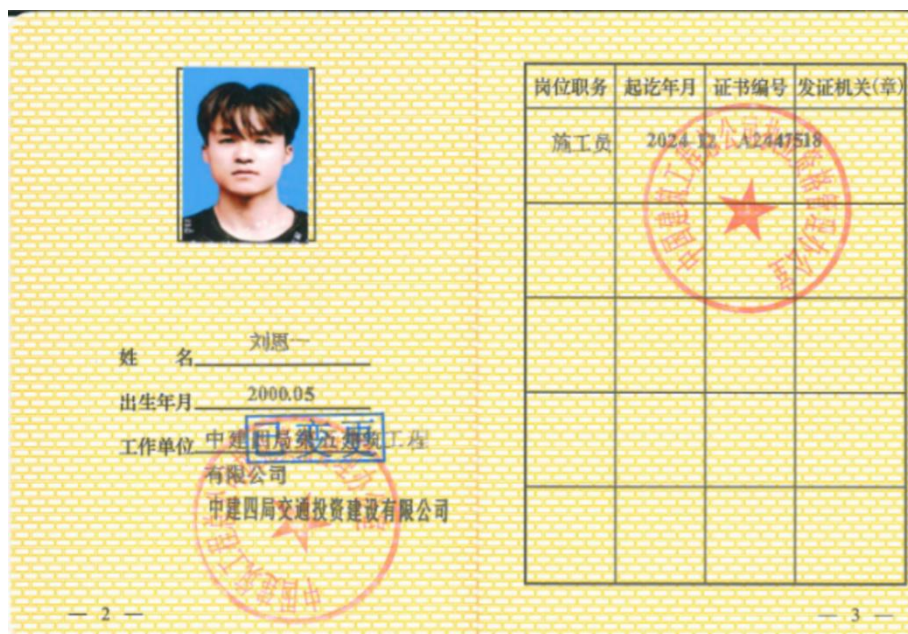 姓 名 刘恩一
出生年月 2000.05
工作单位 中建四局第五建筑工程
有限公司
已变更
中建四局交通投资建设有限公司
— 2 —
岗位职务 起讫年月 证书编号 发证机关(章)
施工员 2024 12 A2447518
— 3 —